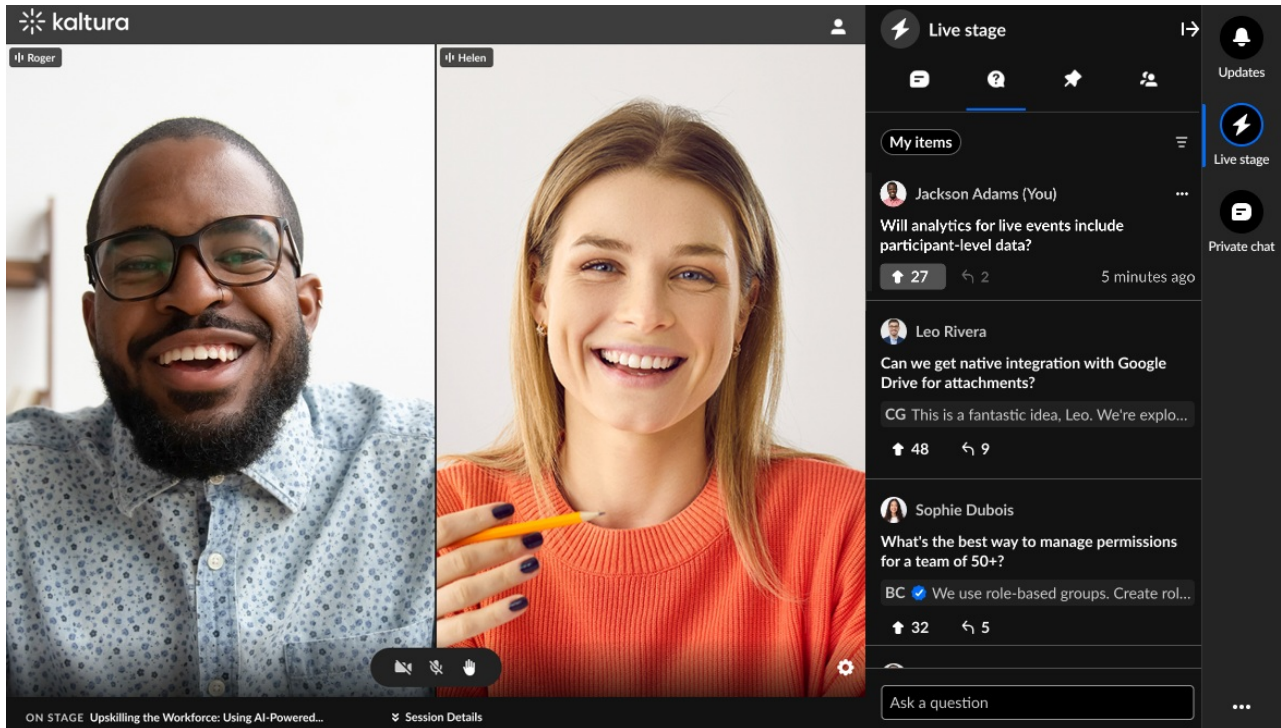 kaltura
Roger
Helen
Live stage
My items
Jackson Adams (You)
Will analytics for live events include
participant-level data?
27
2
5 minutes ago
Leo Rivera
Can we get native integration with Google
Drive for attachments?
CG This is a fantastic idea, Leo. We're explo...
48
9
Sophie Dubois
What's the best way to manage permissions
for a team of 50+?
BC We use role-based groups. Create rol...
32
5
Ask a question
Updates
Live stage
Private chat
ON STAGE Upskilling the Workforce: Using AI-Powered...
Session Details